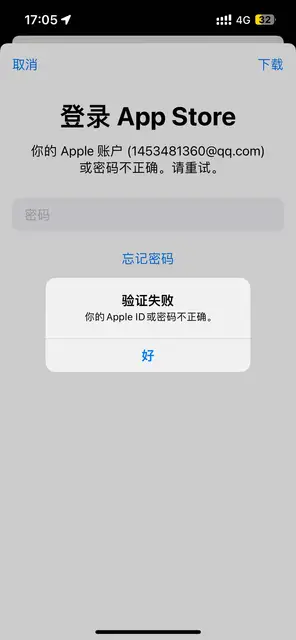 17:05
4G 32
取消
下载
登录 App Store
你的 Apple 账户 (1453481360@qq.com)
或密码不正确。请重试。
密码
忘记密码
验证失败
你的 Apple ID 或密码不正确。
好